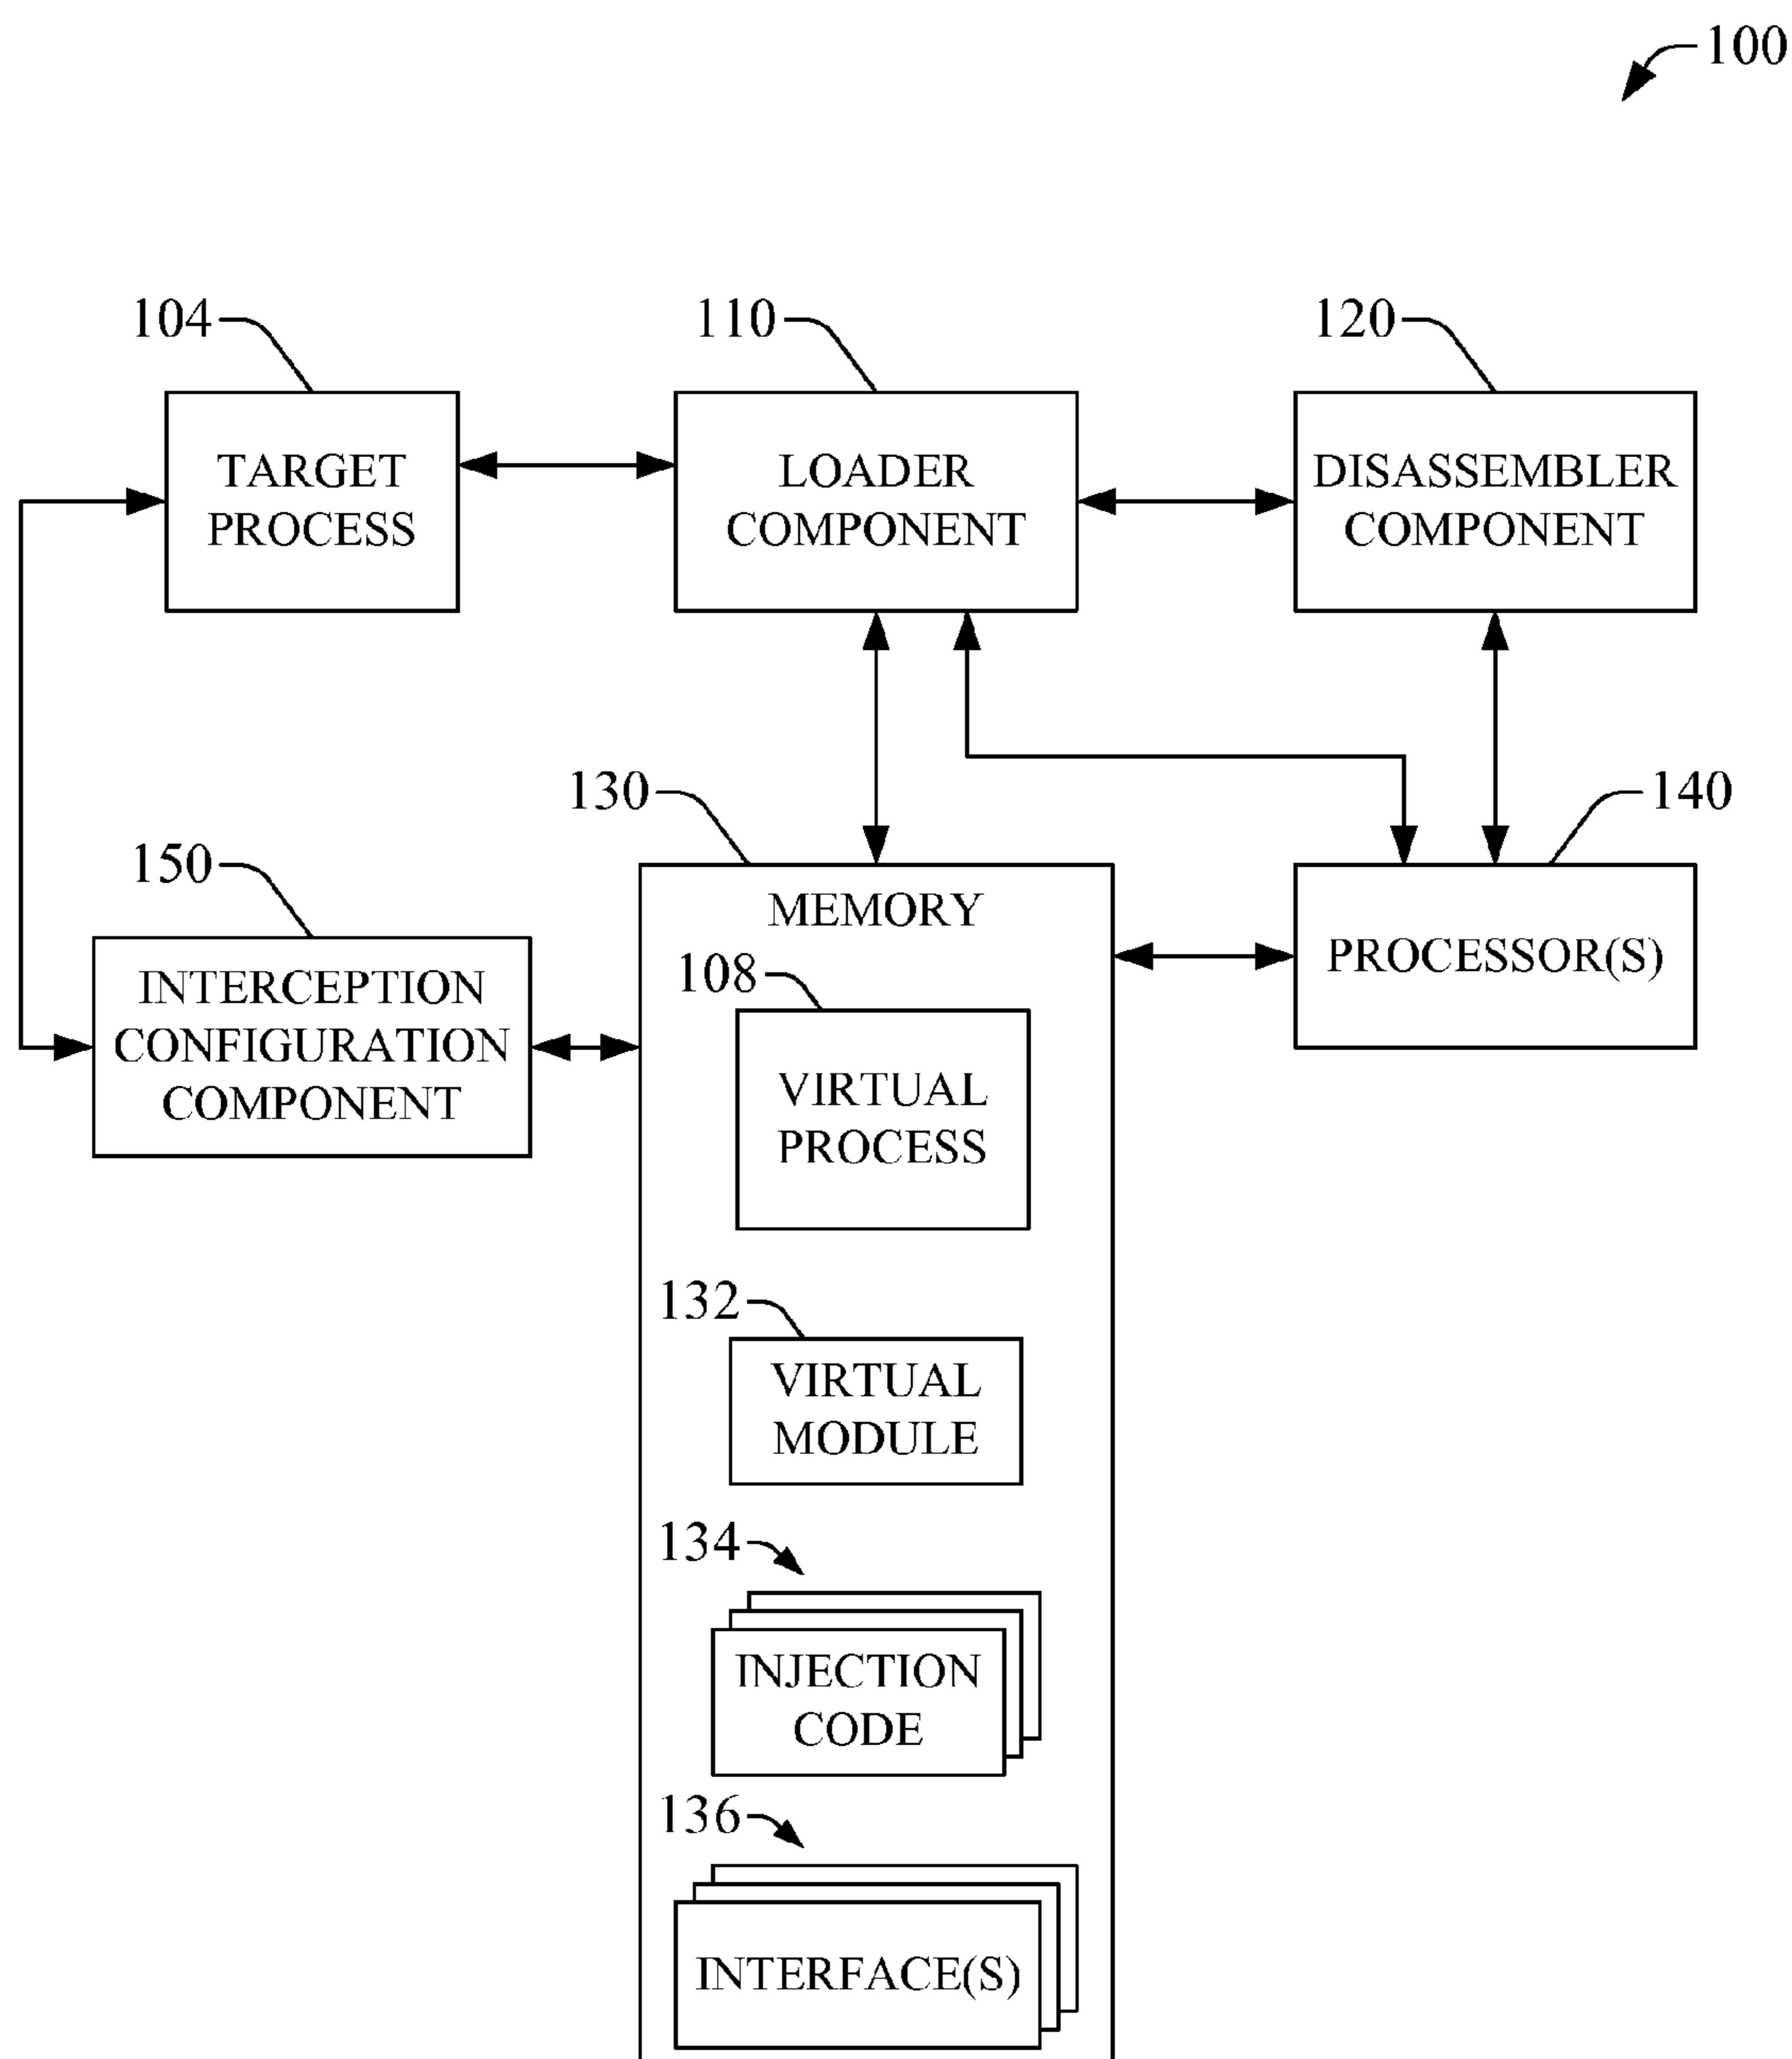 100
104
110
120
TARGET
PROCESS
LOADER
COMPONENT
DISASSEMBLER
COMPONENT
130
140
150
MEMORY
PROCESSOR(S)
INTERCEPTION
CONFIGURATION
COMPONENT
108
VIRTUAL
PROCESS
132
VIRTUAL
MODULE
134
INJECTION
CODE
136
INTERFACE(S)